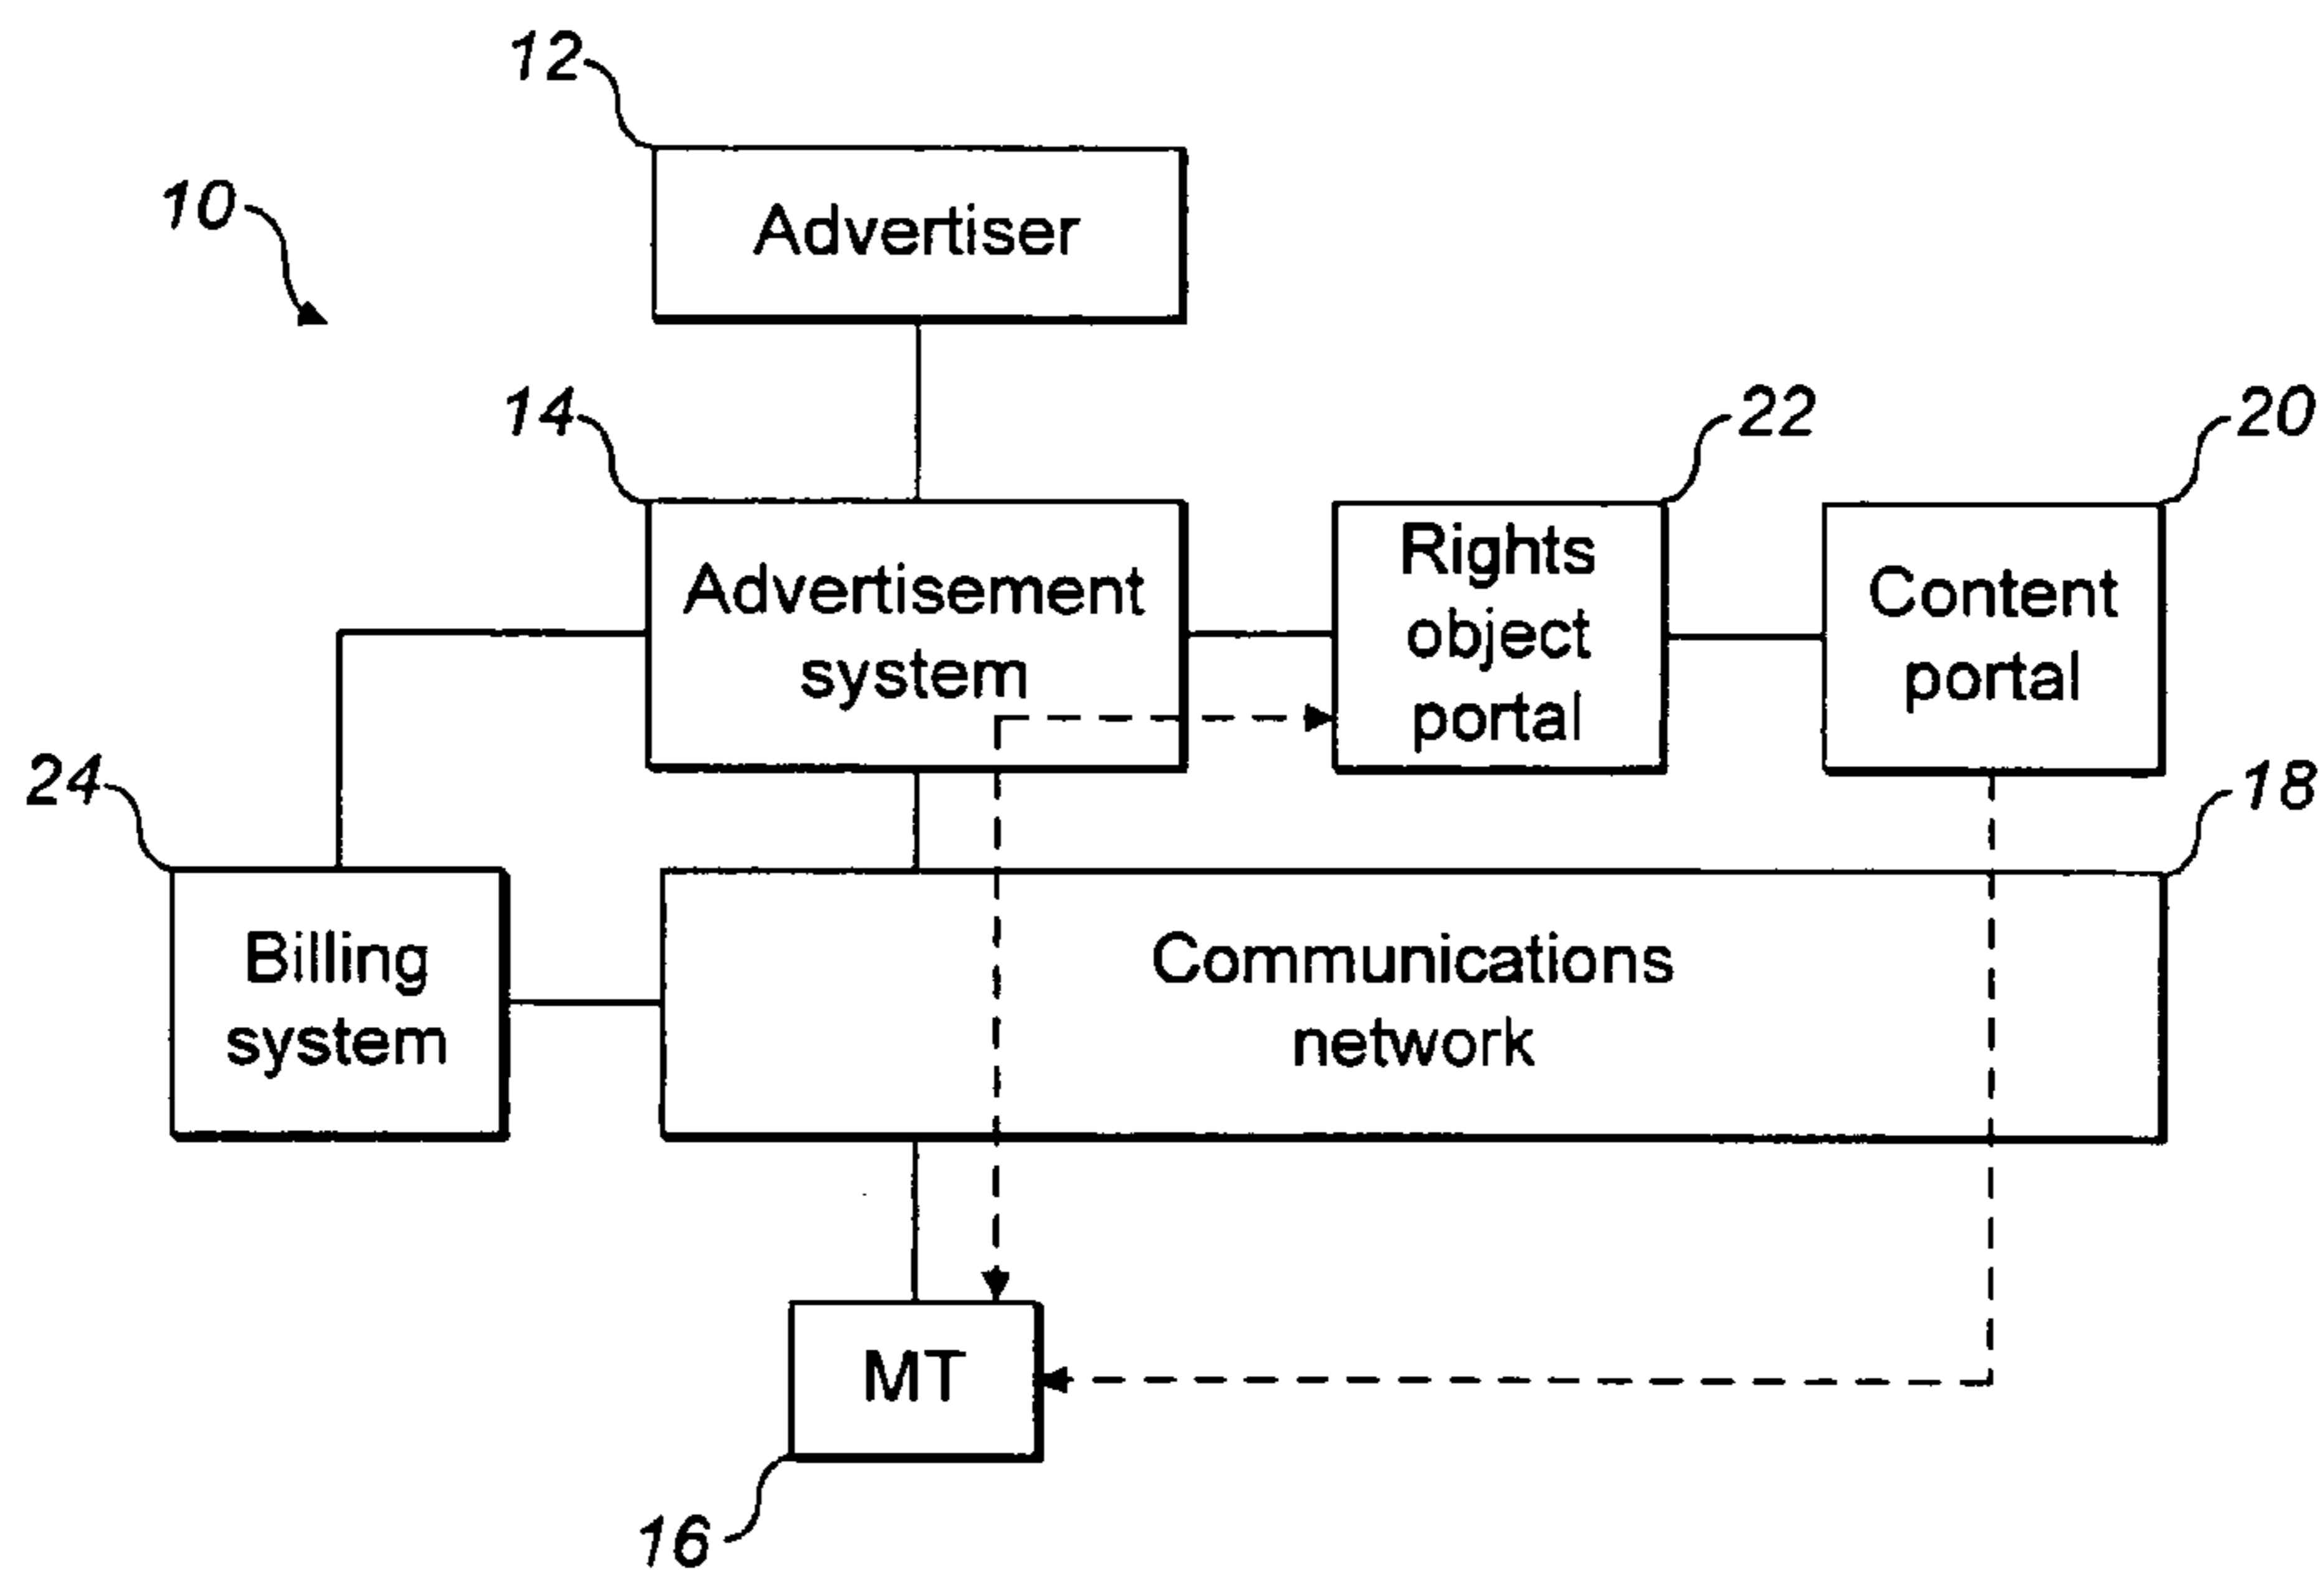 12
Advertiser
10
14
22
20
Advertisement
system
Rights
object
portal
Content
portal
24
18
Billing
system
Communications
network
MT
16